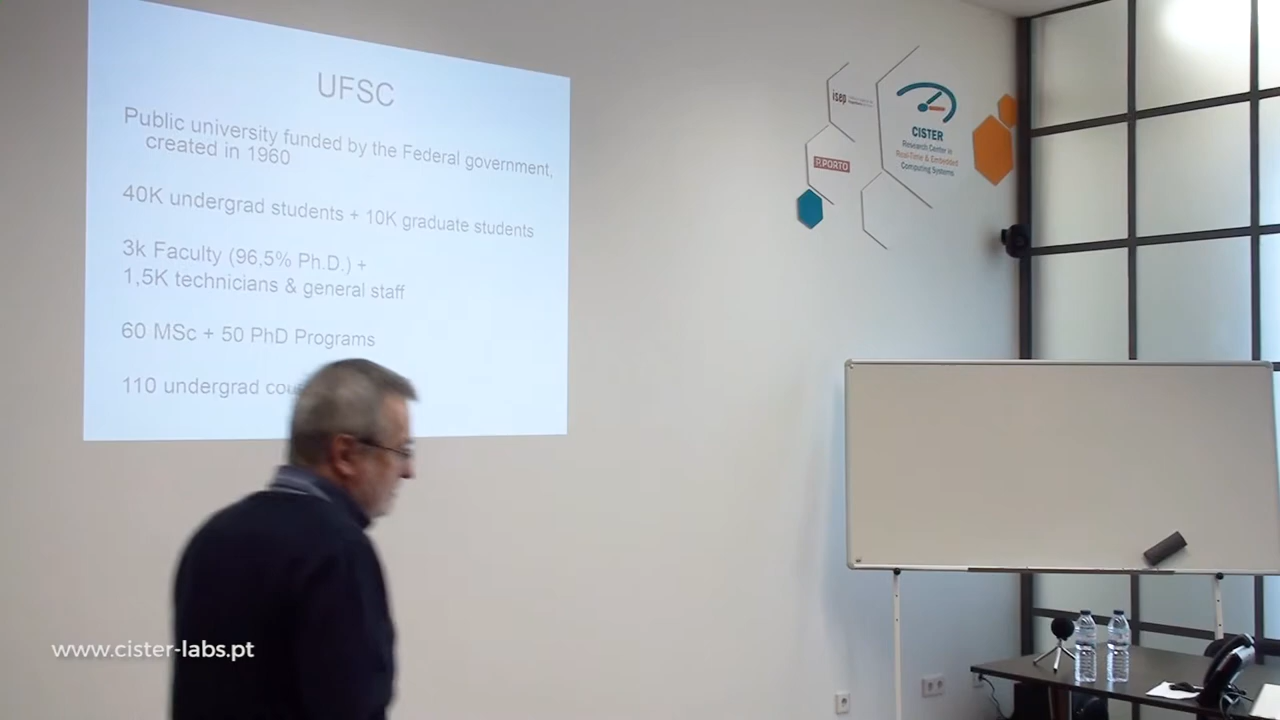 UFSC
Public university funded by the Federal government,
created in 1960
40K undergrad students + 10K graduate students
3k Faculty (96,5% Ph.D.) +
1,5K technicians & general staff
60 MSc + 50 PhD Programs
110 undergrad
isep
P.PORTO
CISTER
Research Center in
Real-Time & Embedded
Computing Systems
www.cister-labs.pt